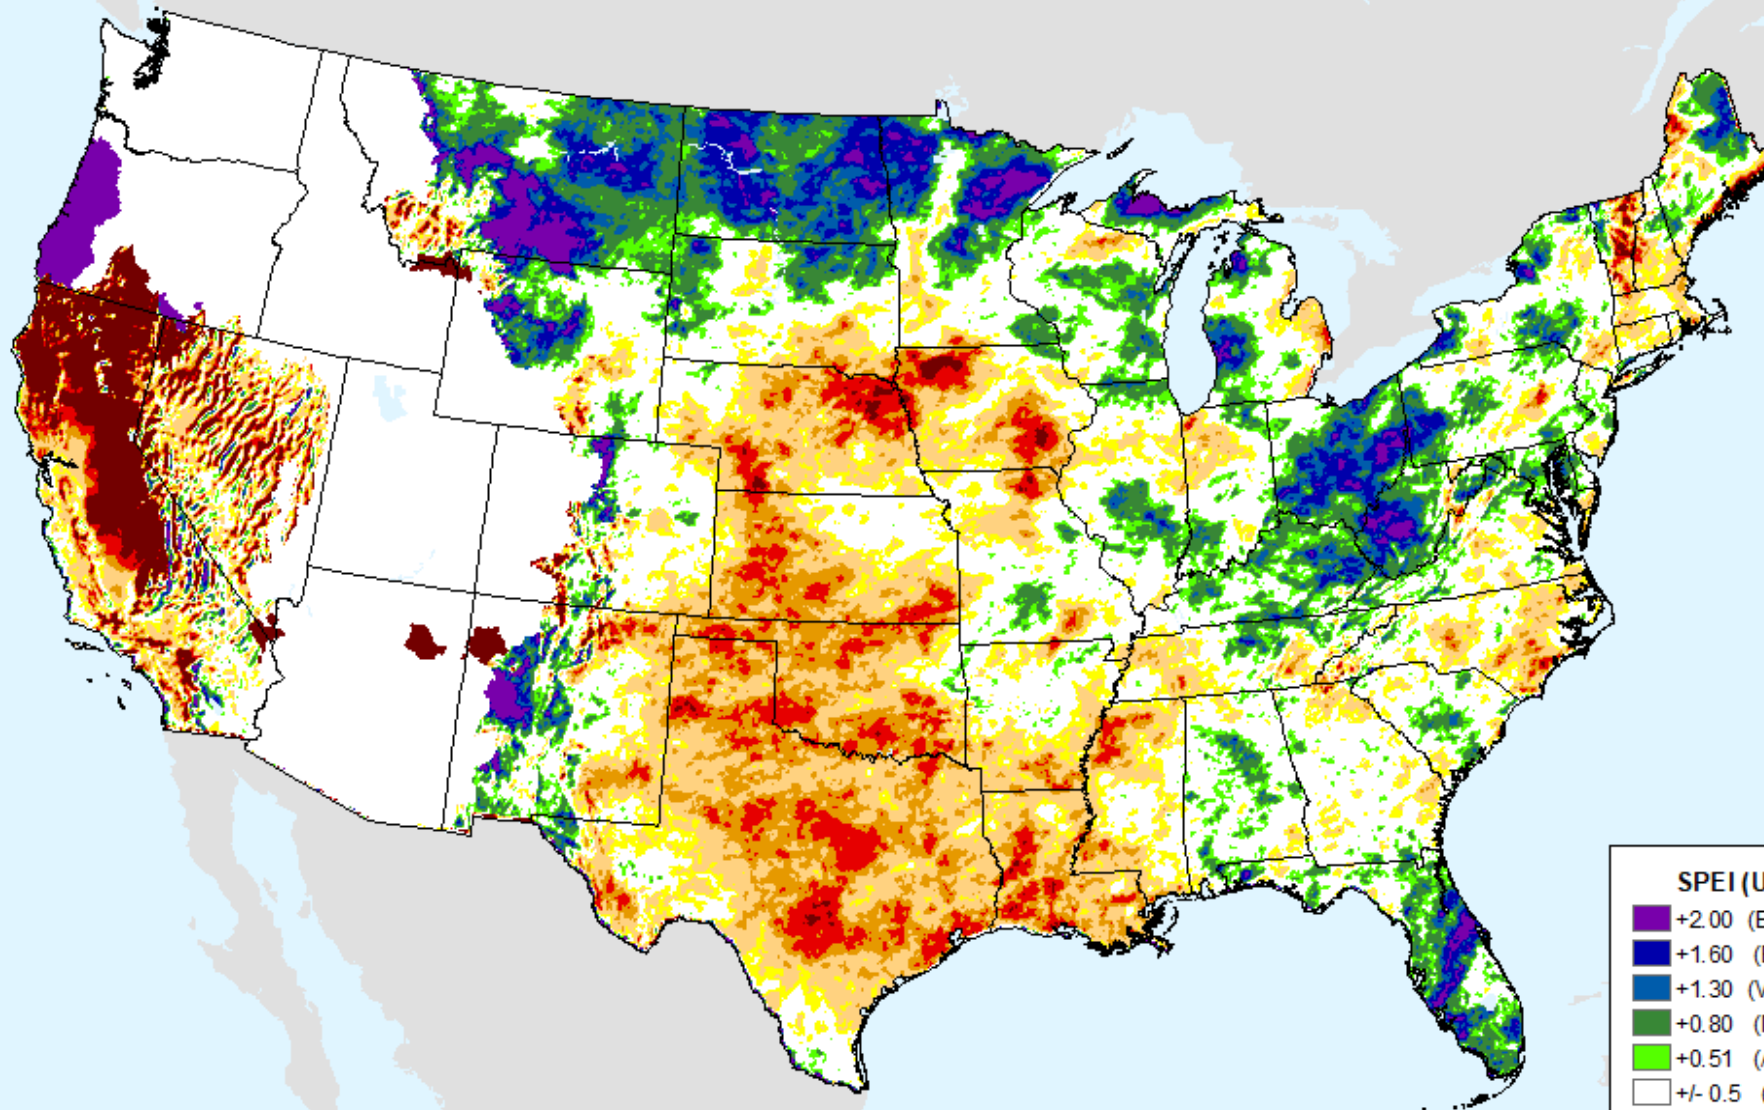 SPEI (U
+2.00 (E
+1.60 (
+1.30 (V
+0.80 (
+0.51 (
+/- 0.5 (